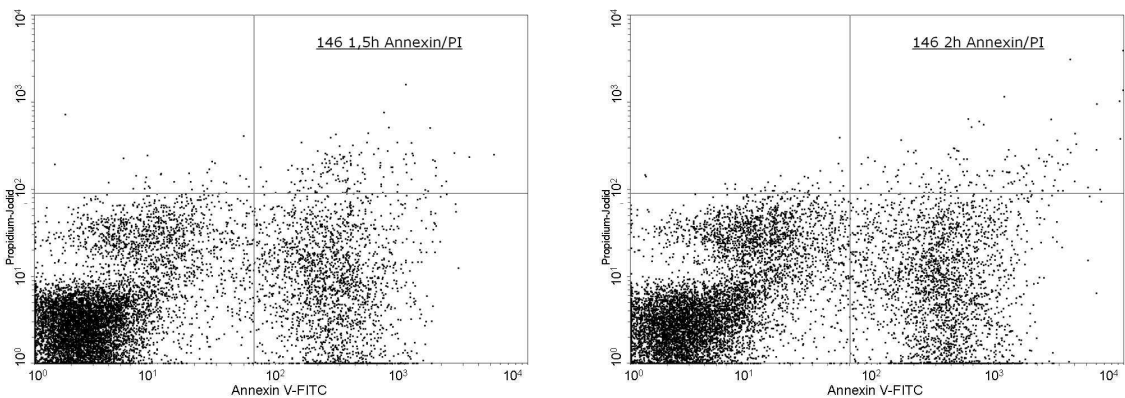 146 1,5h Annexin/PI
10⁴
10³
10²
10¹
10⁰
Propidium-Jodid
10⁰ 10¹ 10² 10³ 10⁴
Annexin V-FITC
146 2h Annexin/PI
10⁴
10³
10²
10¹
10⁰
Propidium-Jodid
10⁰ 10¹ 10² 10³ 10⁴
Annexin V-FITC